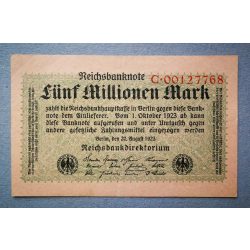 Reichsbanknote
C·00127768
Fünf Millionen Mark
zahlt die Reichsbankhauptkasse in Berlin gegen diese Bank-
note dem Einlieferer. Vom 1. Oktober 1923 ab kann
diese Banknote aufgerufen und unter Umtausch gegen
andere gesetzliche Zahlungsmittel eingezogen werden
Berlin, den 20. August 1923
Reichsbankdirektorium